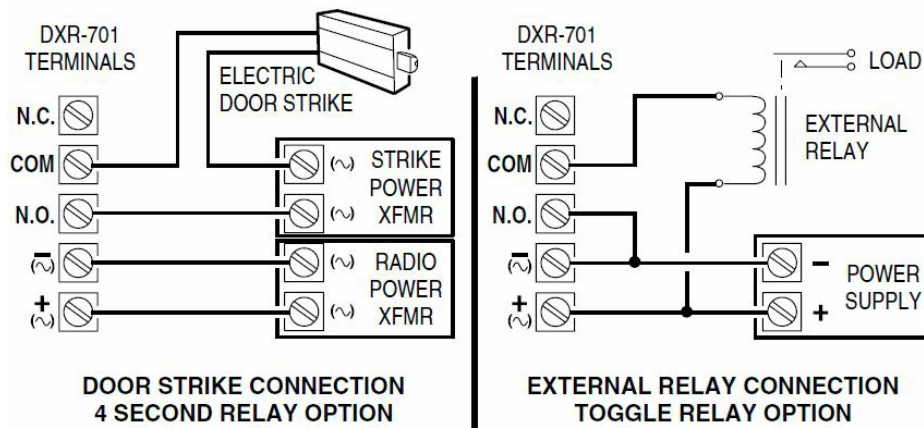 DXR-701
TERMINALS
N.C.
COM
N.O.
–
(~)
+
(~)
ELECTRIC
DOOR STRIKE
(~) STRIKE
POWER
(~) XFMR
(~) RADIO
POWER
(~) XFMR
DOOR STRIKE CONNECTION
4 SECOND RELAY OPTION
DXR-701
TERMINALS
N.C.
COM
N.O.
–
(~)
+
(~)
LOAD
EXTERNAL
RELAY
–
+
POWER
SUPPLY
EXTERNAL RELAY CONNECTION
TOGGLE RELAY OPTION